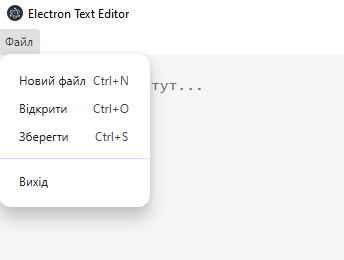 Electron Text Editor
Файл
Новий файл Ctrl+N
тут...
Відкрити Ctrl+O
Зберегти Ctrl+S
Вихід